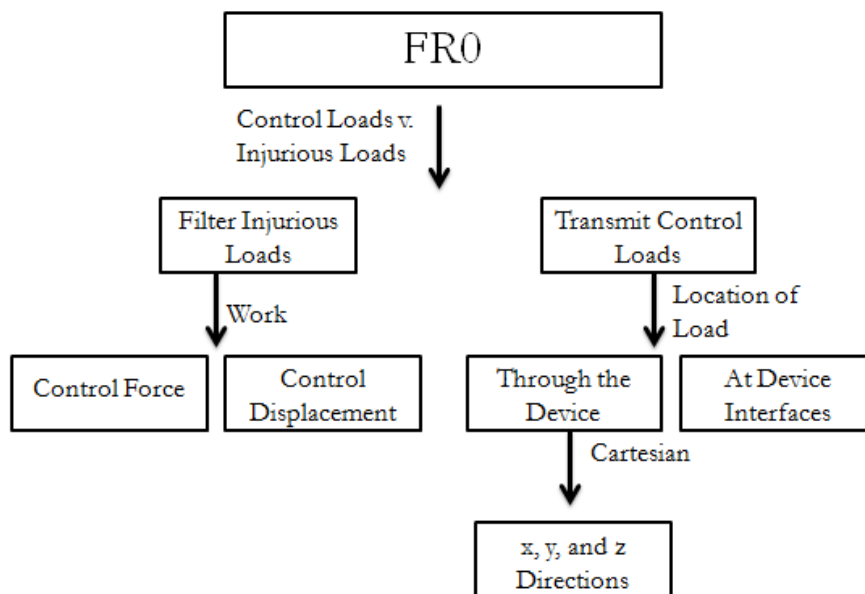 FR0
Control Loads v.
Injurious Loads
Filter Injurious
Loads
Transmit Control
Loads
Work
Location of
Load
Control Force
Control
Displacement
Through the
Device
At Device
Interfaces
Cartesian
x, y, and z
Directions